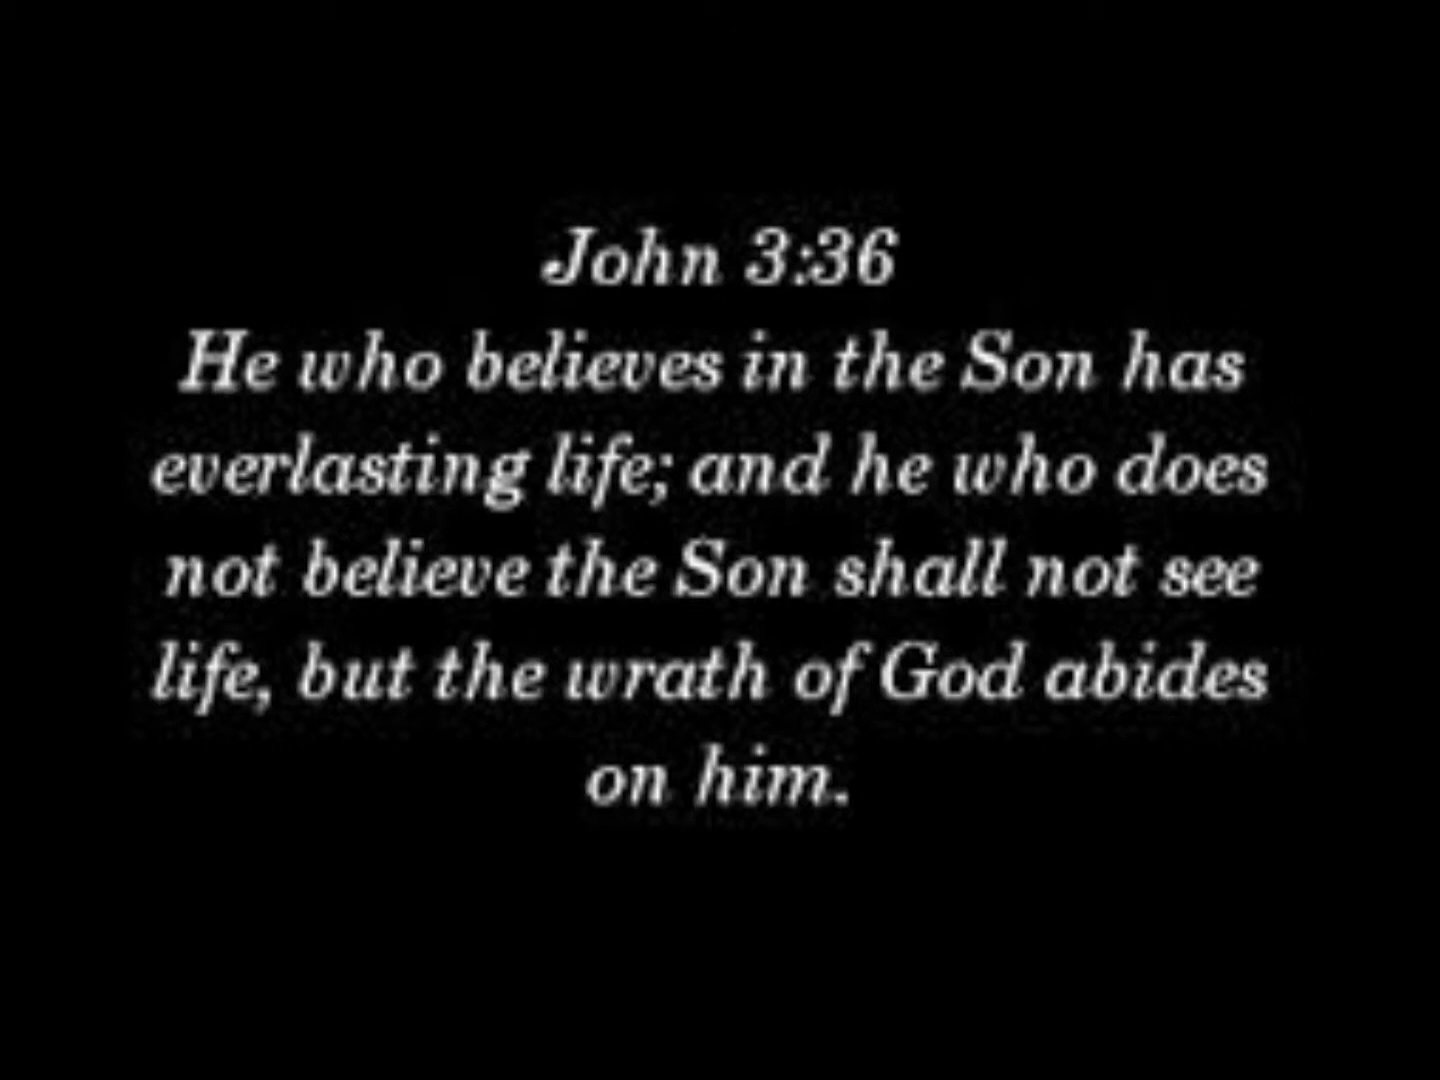 John 3:36
He who believes in the Son has
everlasting life; and he who does
not believe the Son shall not see
life, but the wrath of God abides
on him.